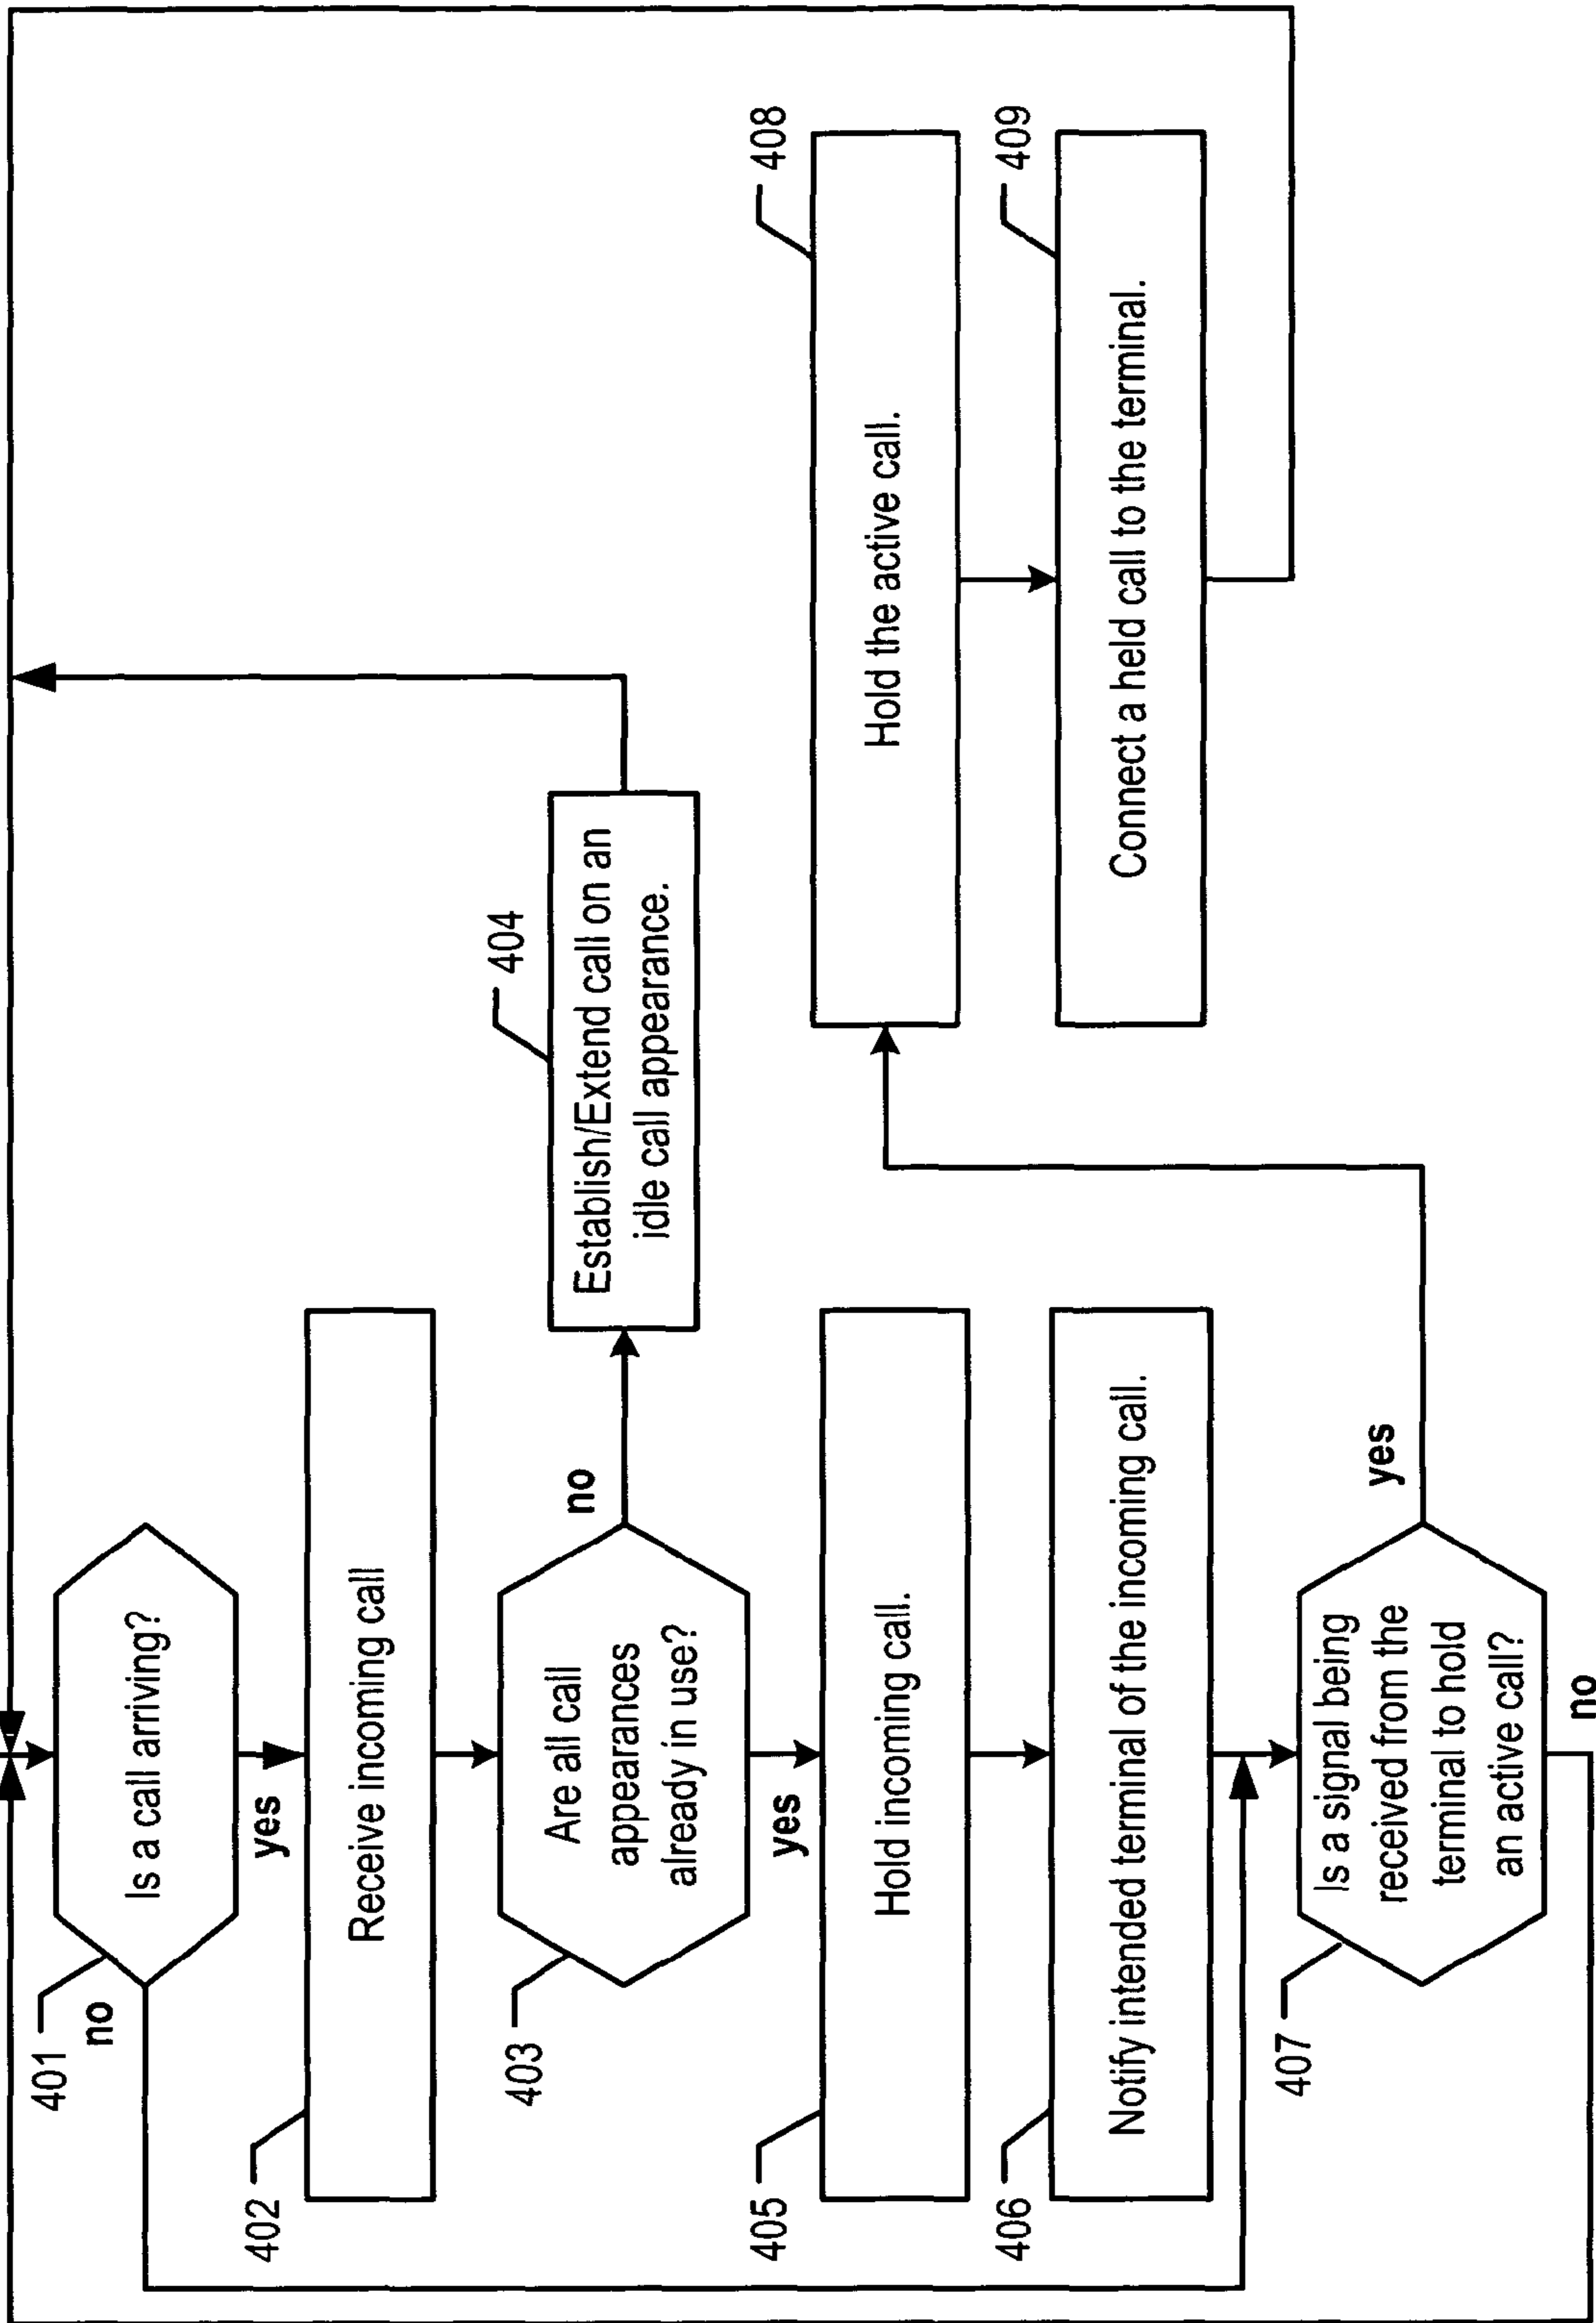 401
no
Is a call arriving?
yes
402
Receive incoming call
403
Are all call
appearances
already in use?
no
404
Establish/Extend call on an
idle call appearance.
yes
405
Hold incoming call.
406
Notify intended terminal of the incoming call.
407
Is a signal being
received from the
terminal to hold
an active call?
yes
no
408
Hold the active call.
409
Connect a held call to the terminal.